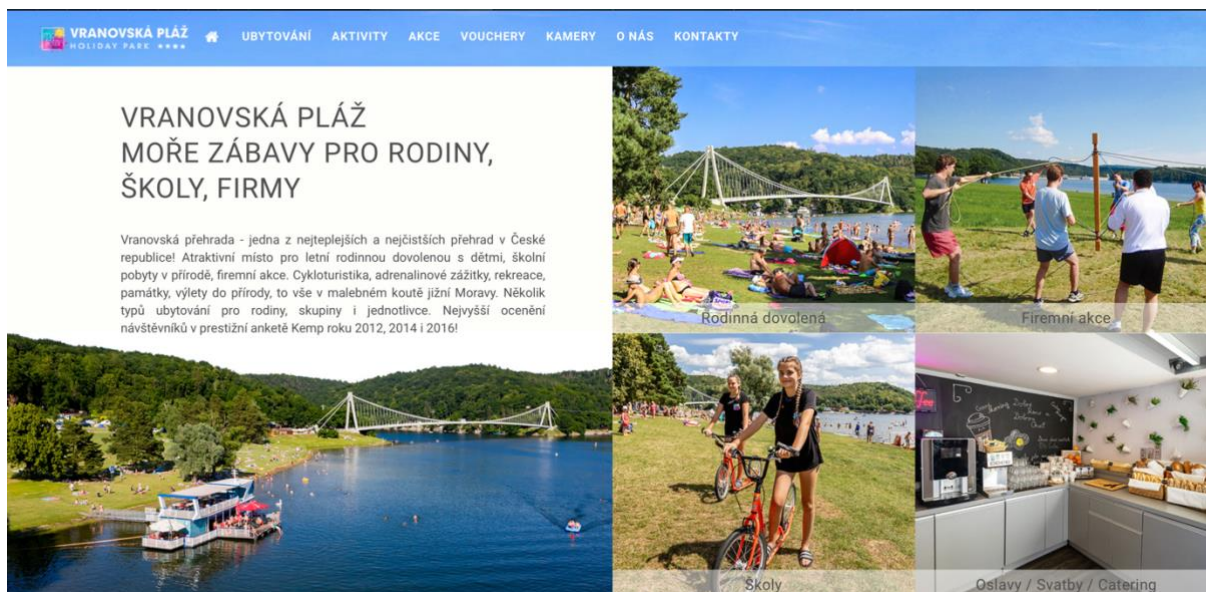 VRANOVSKÁ PLÁŽ
HOLIDAY PARK ★★★★
UBYTOVÁNÍ AKTIVITY AKCE VOUCHERY KAMERY O NÁS KONTAKTY
VRANOVSKÁ PLÁŽ
MOŘE ZÁBAVY PRO RODINY,
ŠKOLY, FIRMY
Vranovská přehrada - jedna z nejteplejších a nejčistších přehrad v České
republice! Atraktivní místo pro letní rodinnou dovolenou s dětmi, školní
pobyty v přírodě, firemní akce. Cykloturistika, adrenalinové zážitky, rekreace,
památky, výlety do přírody, to vše v malebném koutě jižní Moravy. Několik
typů ubytování pro rodiny, skupiny i jednotlivce. Nejvyšší ocenění
návštěvníků v prestižní anketě Kemp roku 2012, 2014 i 2016!
Rodinná dovolená
Firemní akce
Školy
Oslavy / Svatby / Catering